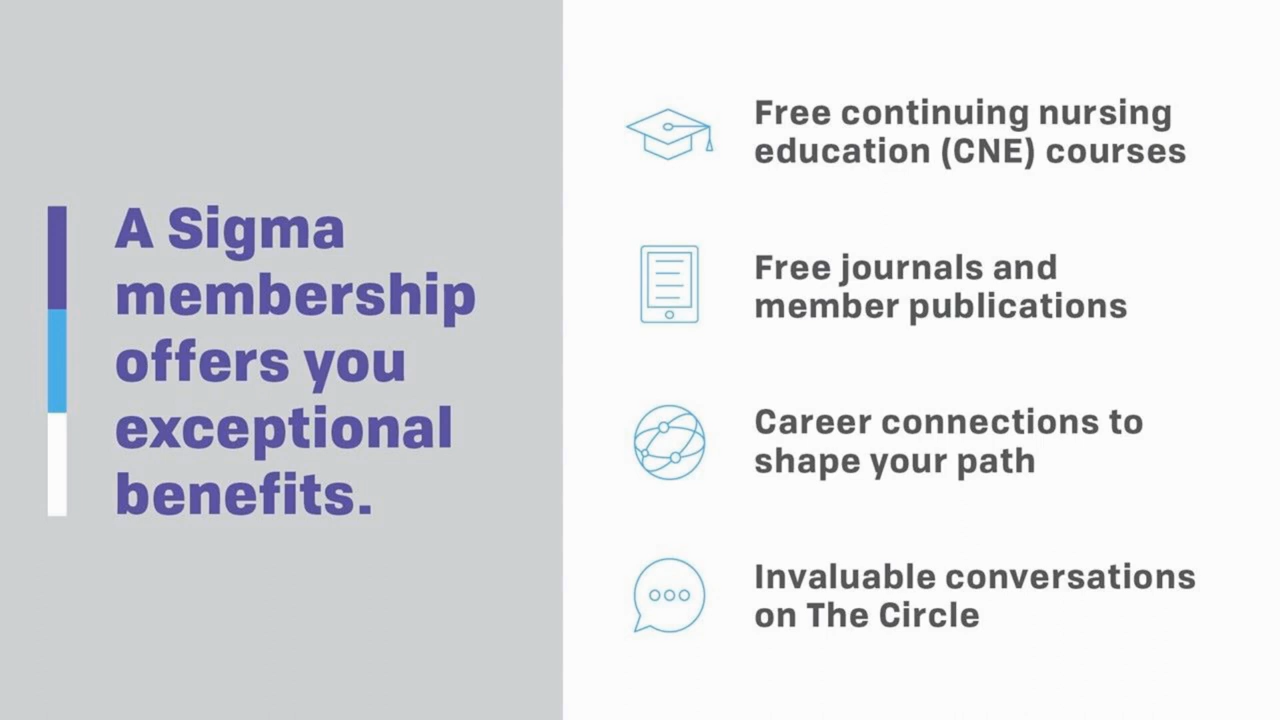 A Sigma
membership
offers you
exceptional
benefits.
Free continuing nursing
education (CNE) courses
Free journals and
member publications
Career connections to
shape your path
Invaluable conversations
on The Circle